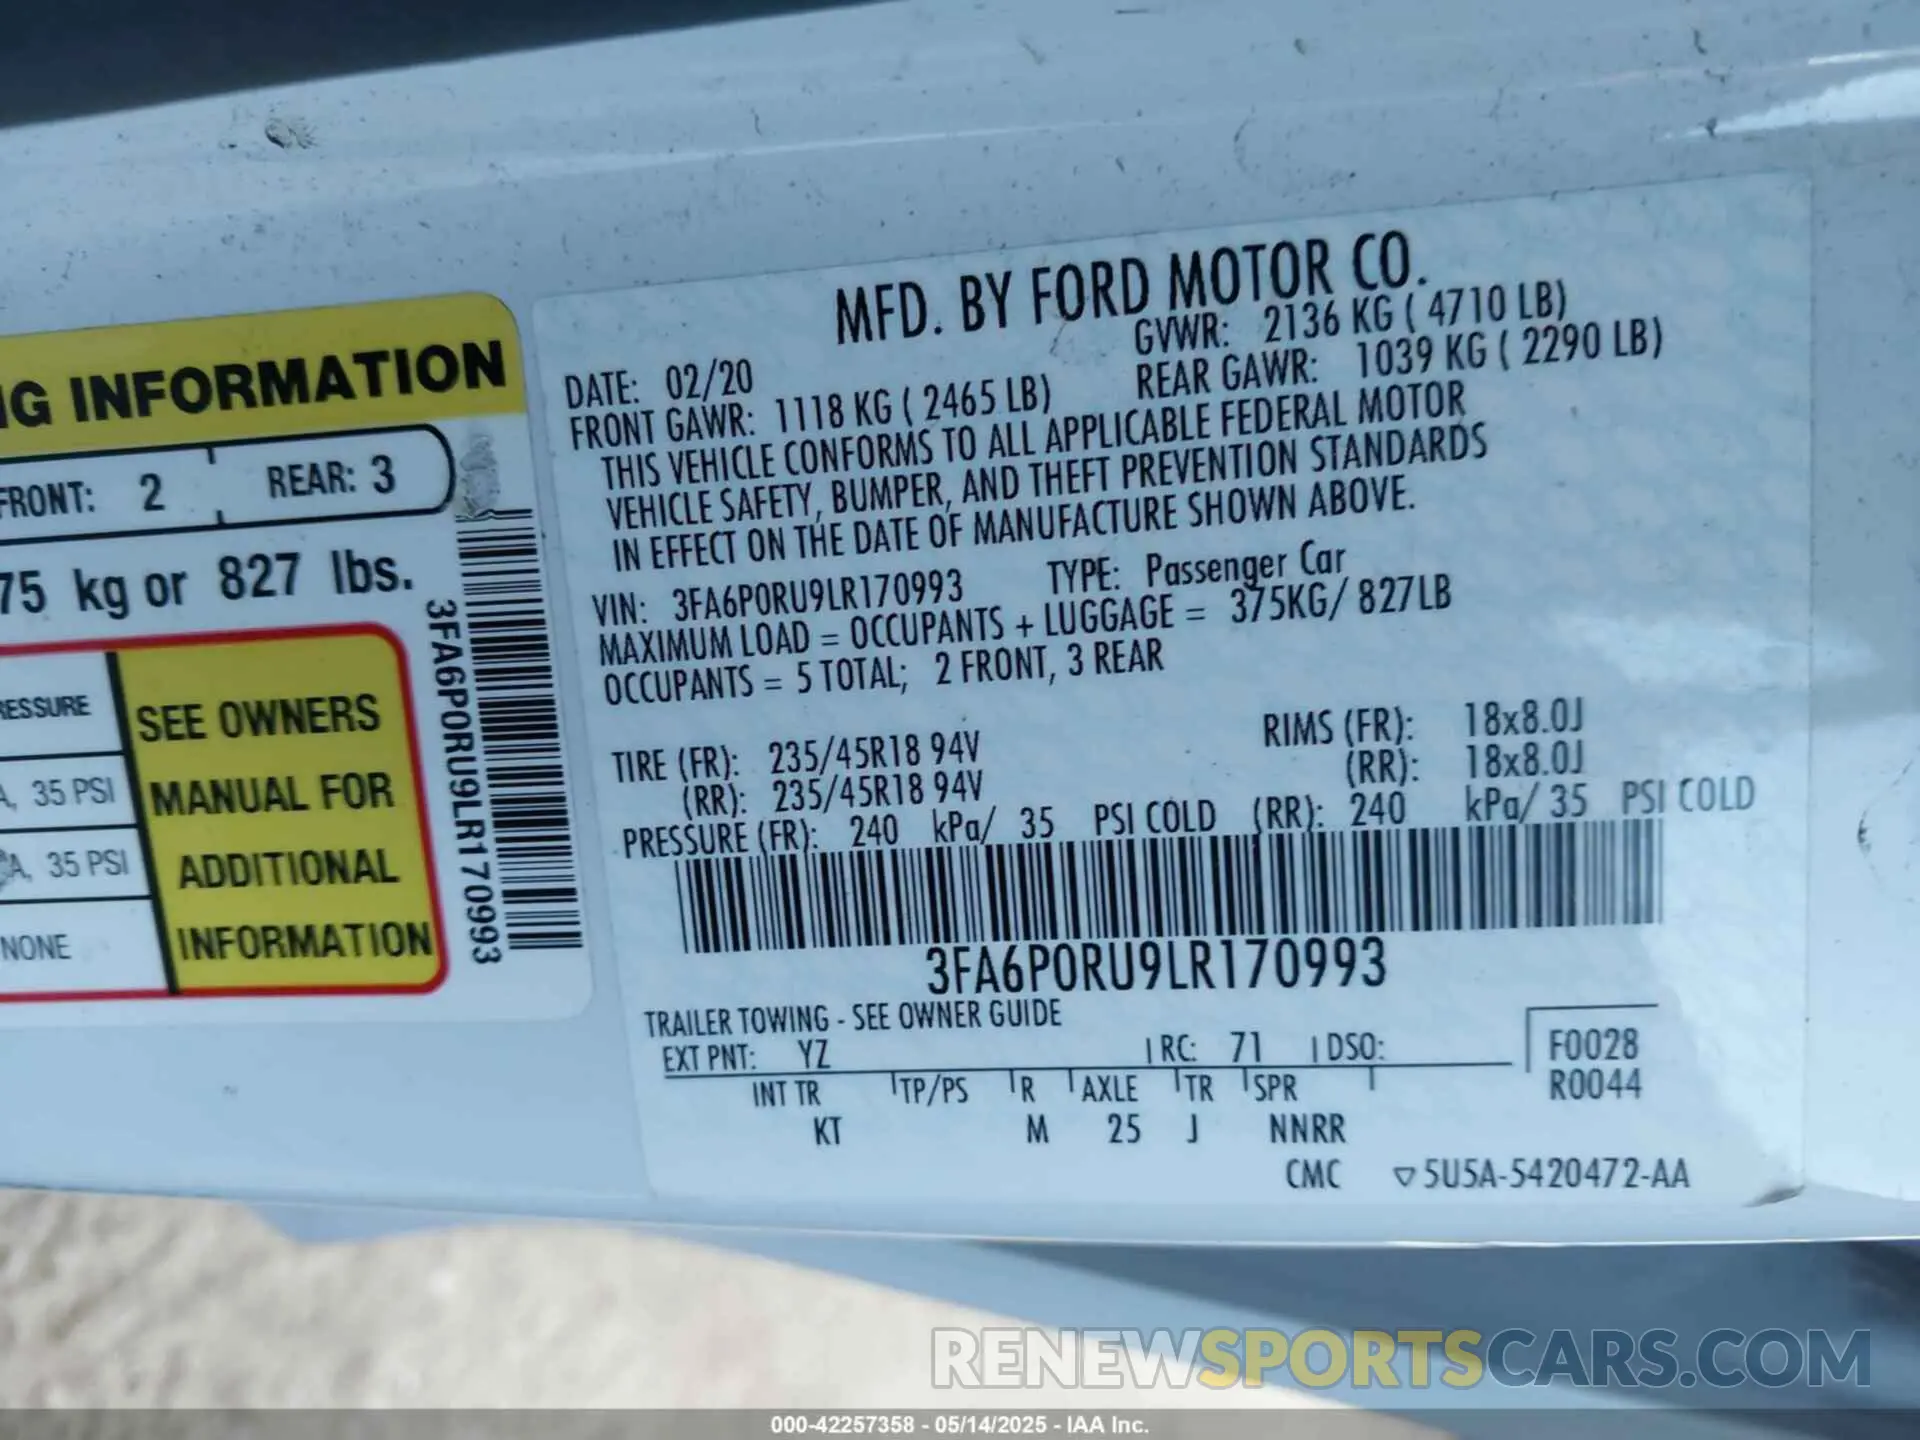 NG INFORMATION
FRONT: 2 REAR: 3
75 kg or 827 lbs.
RESSURE
A, 35 PSI
A, 35 PSI
NONE
SEE OWNERS
MANUAL FOR
ADDITIONAL
INFORMATION
3FA6P0RU9LR170993
MFD. BY FORD MOTOR CO.
DATE: 02/20 GVWR: 2136 KG ( 4710 LB)
FRONT GAWR: 1118 KG ( 2465 LB) REAR GAWR: 1039 KG ( 2290 LB)
THIS VEHICLE CONFORMS TO ALL APPLICABLE FEDERAL MOTOR
VEHICLE SAFETY, BUMPER, AND THEFT PREVENTION STANDARDS
IN EFFECT ON THE DATE OF MANUFACTURE SHOWN ABOVE.
VIN: 3FA6P0RU9LR170993 TYPE: Passenger Car
MAXIMUM LOAD = OCCUPANTS + LUGGAGE = 375KG/ 827LB
OCCUPANTS = 5 TOTAL; 2 FRONT, 3 REAR
TIRE (FR): 235/45R18 94V RIMS (FR): 18x8.0J
(RR): 235/45R18 94V (RR): 18x8.0J
PRESSURE (FR): 240 kPa/ 35 PSI COLD (RR): 240 kPa/ 35 PSI COLD
3FA6P0RU9LR170993
TRAILER TOWING - SEE OWNER GUIDE
EXT PNT: YZ RC: 71 DSO:
INT TR TP/PS R AXLE TR SPR
KT M 25 J NNRR
F0028
R0044
CMC ▽5U5A-5420472-AA
RENEWSPORTSCARS.COM
000-42257358 - 05/14/2025 - IAA Inc.